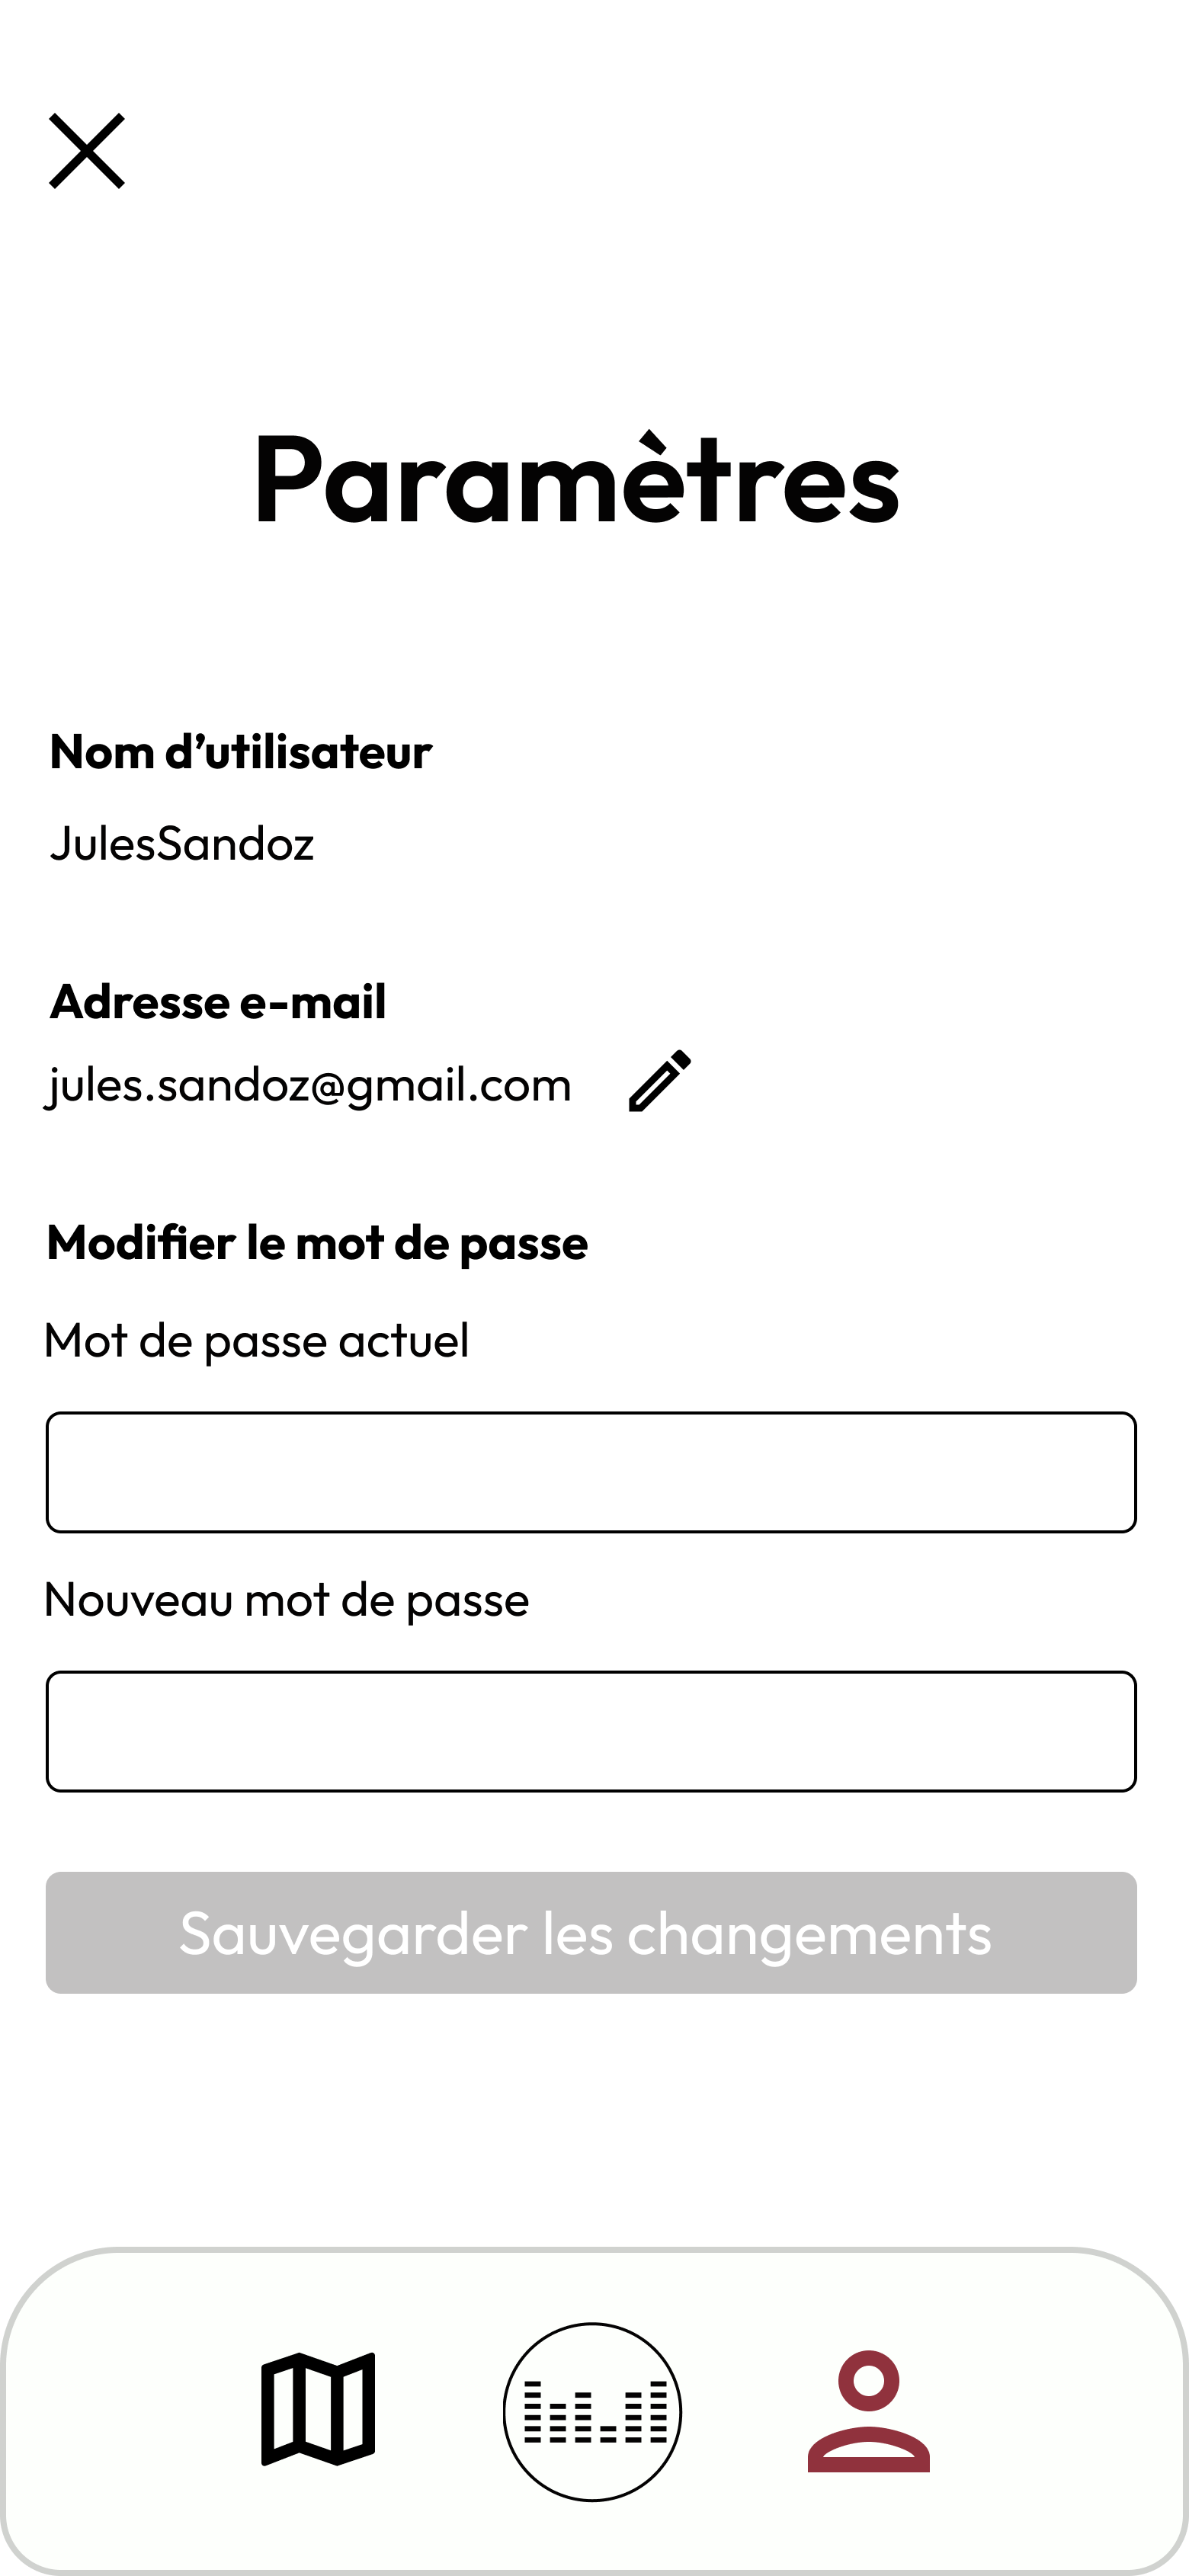 Paramètres
Nom d’utilisateur
JulesSandoz
Adresse e-mail
jules.sandoz@gmail.com
Modifier le mot de passe
Mot de passe actuel
Nouveau mot de passe
Sauvegarder les changements